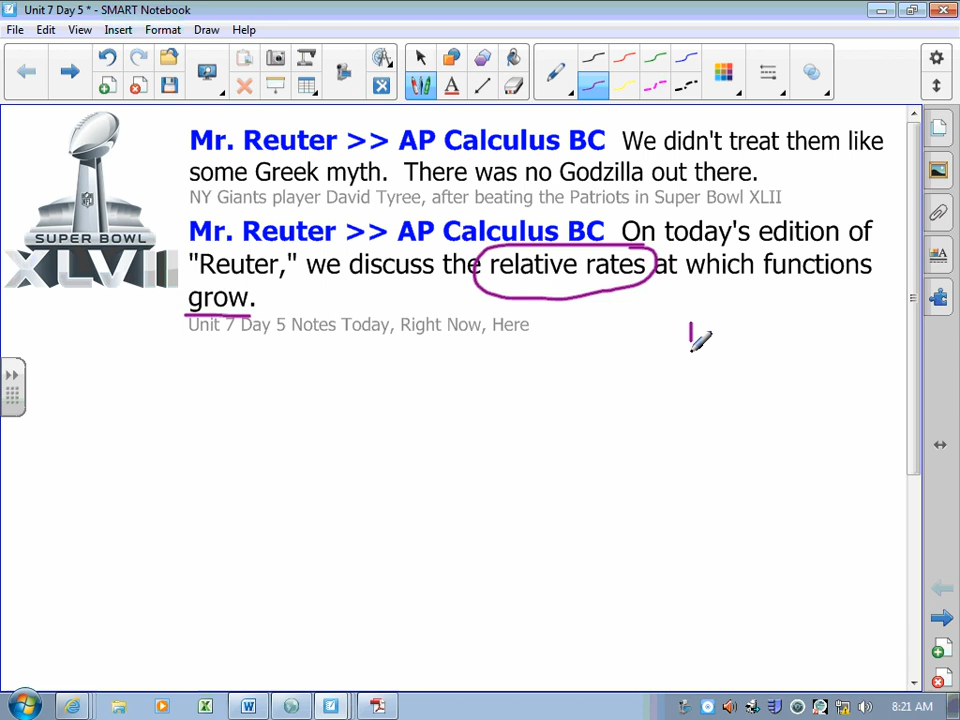 Unit 7 Day 5 * - SMART Notebook
File Edit View Insert Format Draw Help
Mr. Reuter >> AP Calculus BC We didn't treat them like
some Greek myth. There was no Godzilla out there.
NY Giants player David Tyree, after beating the Patriots in Super Bowl XLII
SUPER BOWL
XLVII
Mr. Reuter >> AP Calculus BC On today's edition of
"Reuter," we discuss the relative rates at which functions
grow.
Unit 7 Day 5 Notes Today, Right Now, Here
8:21 AM